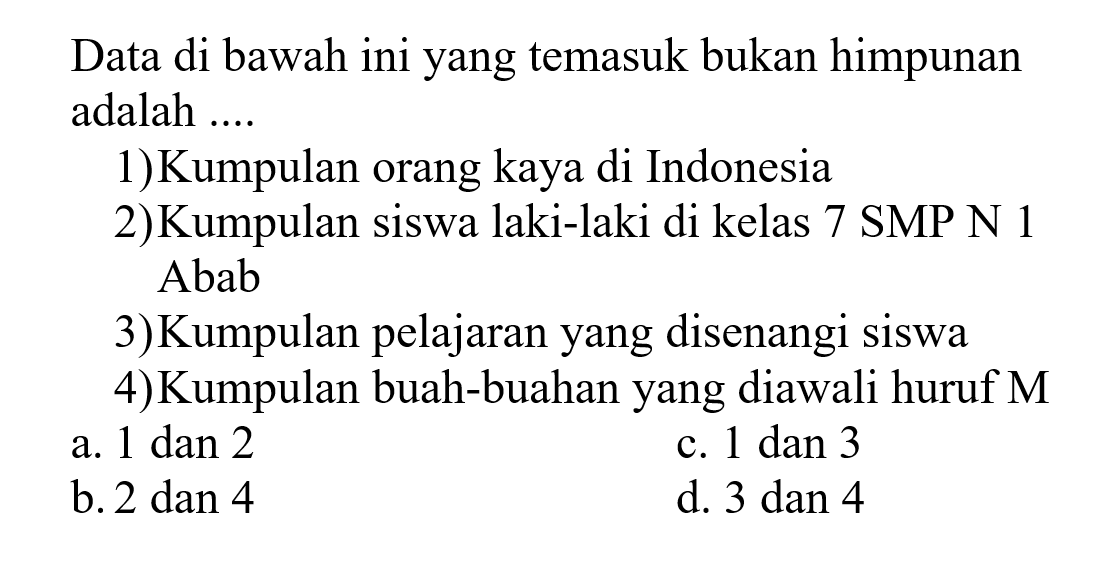 Data di bawah ini yang temasuk bukan himpunan
adalah ....
1)Kumpulan orang kaya di Indonesia
2)Kumpulan siswa laki-laki di kelas 7 SMP N 1
Abab
3)Kumpulan pelajaran yang disenangi siswa
4)Kumpulan buah-buahan yang diawali huruf M
a. 1 dan 2 c. 1 dan 3
b. 2 dan 4 d. 3 dan 4